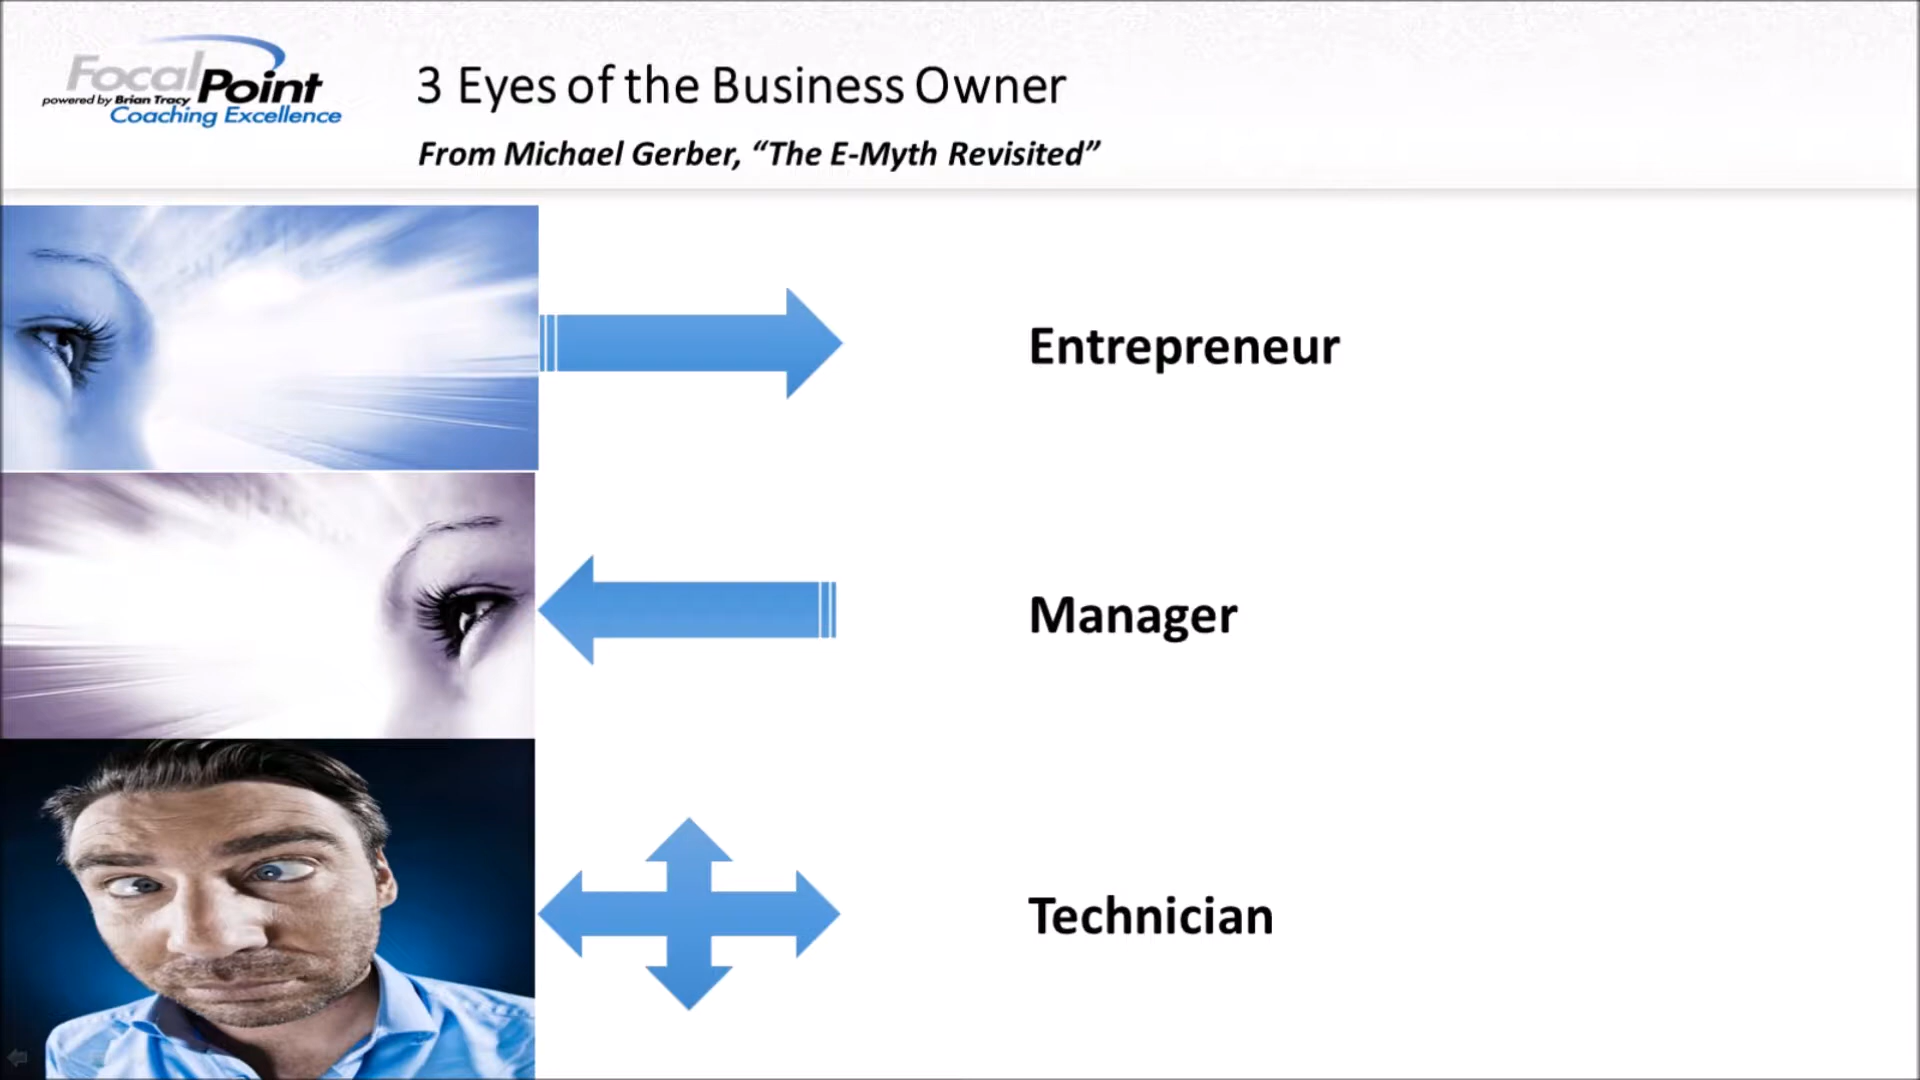 FocalPoint
powered by Brian Tracy
Coaching Excellence
3 Eyes of the Business Owner
From Michael Gerber, “The E-Myth Revisited”
Entrepreneur
Manager
Technician